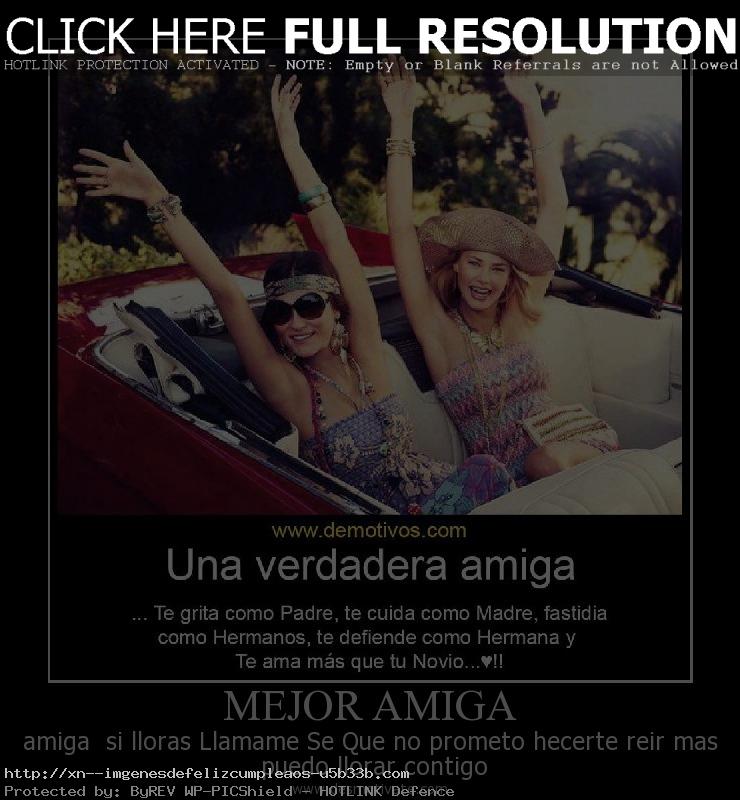 CLICK HERE FULL RESOLUTION
HOTLINK PROTECTION ACTIVATED - NOTE: Empty or Blank Referrals are not Allowed
www.demotivos.com
Una verdadera amiga
... Te grita como Padre, te cuida como Madre, fastidia
como Hermanos, te defiende como Hermana y
Te ama más que tu Novio...♥!!
MEJOR AMIGA
amiga si lloras Llamame Se Que no prometo hecerte reir mas
puedo llorar contigo
http://xn--imgenesdefelizcumpleaos-u5b33b.com
Protected by: ByREV WP-PICShield - HOTLINK Defence